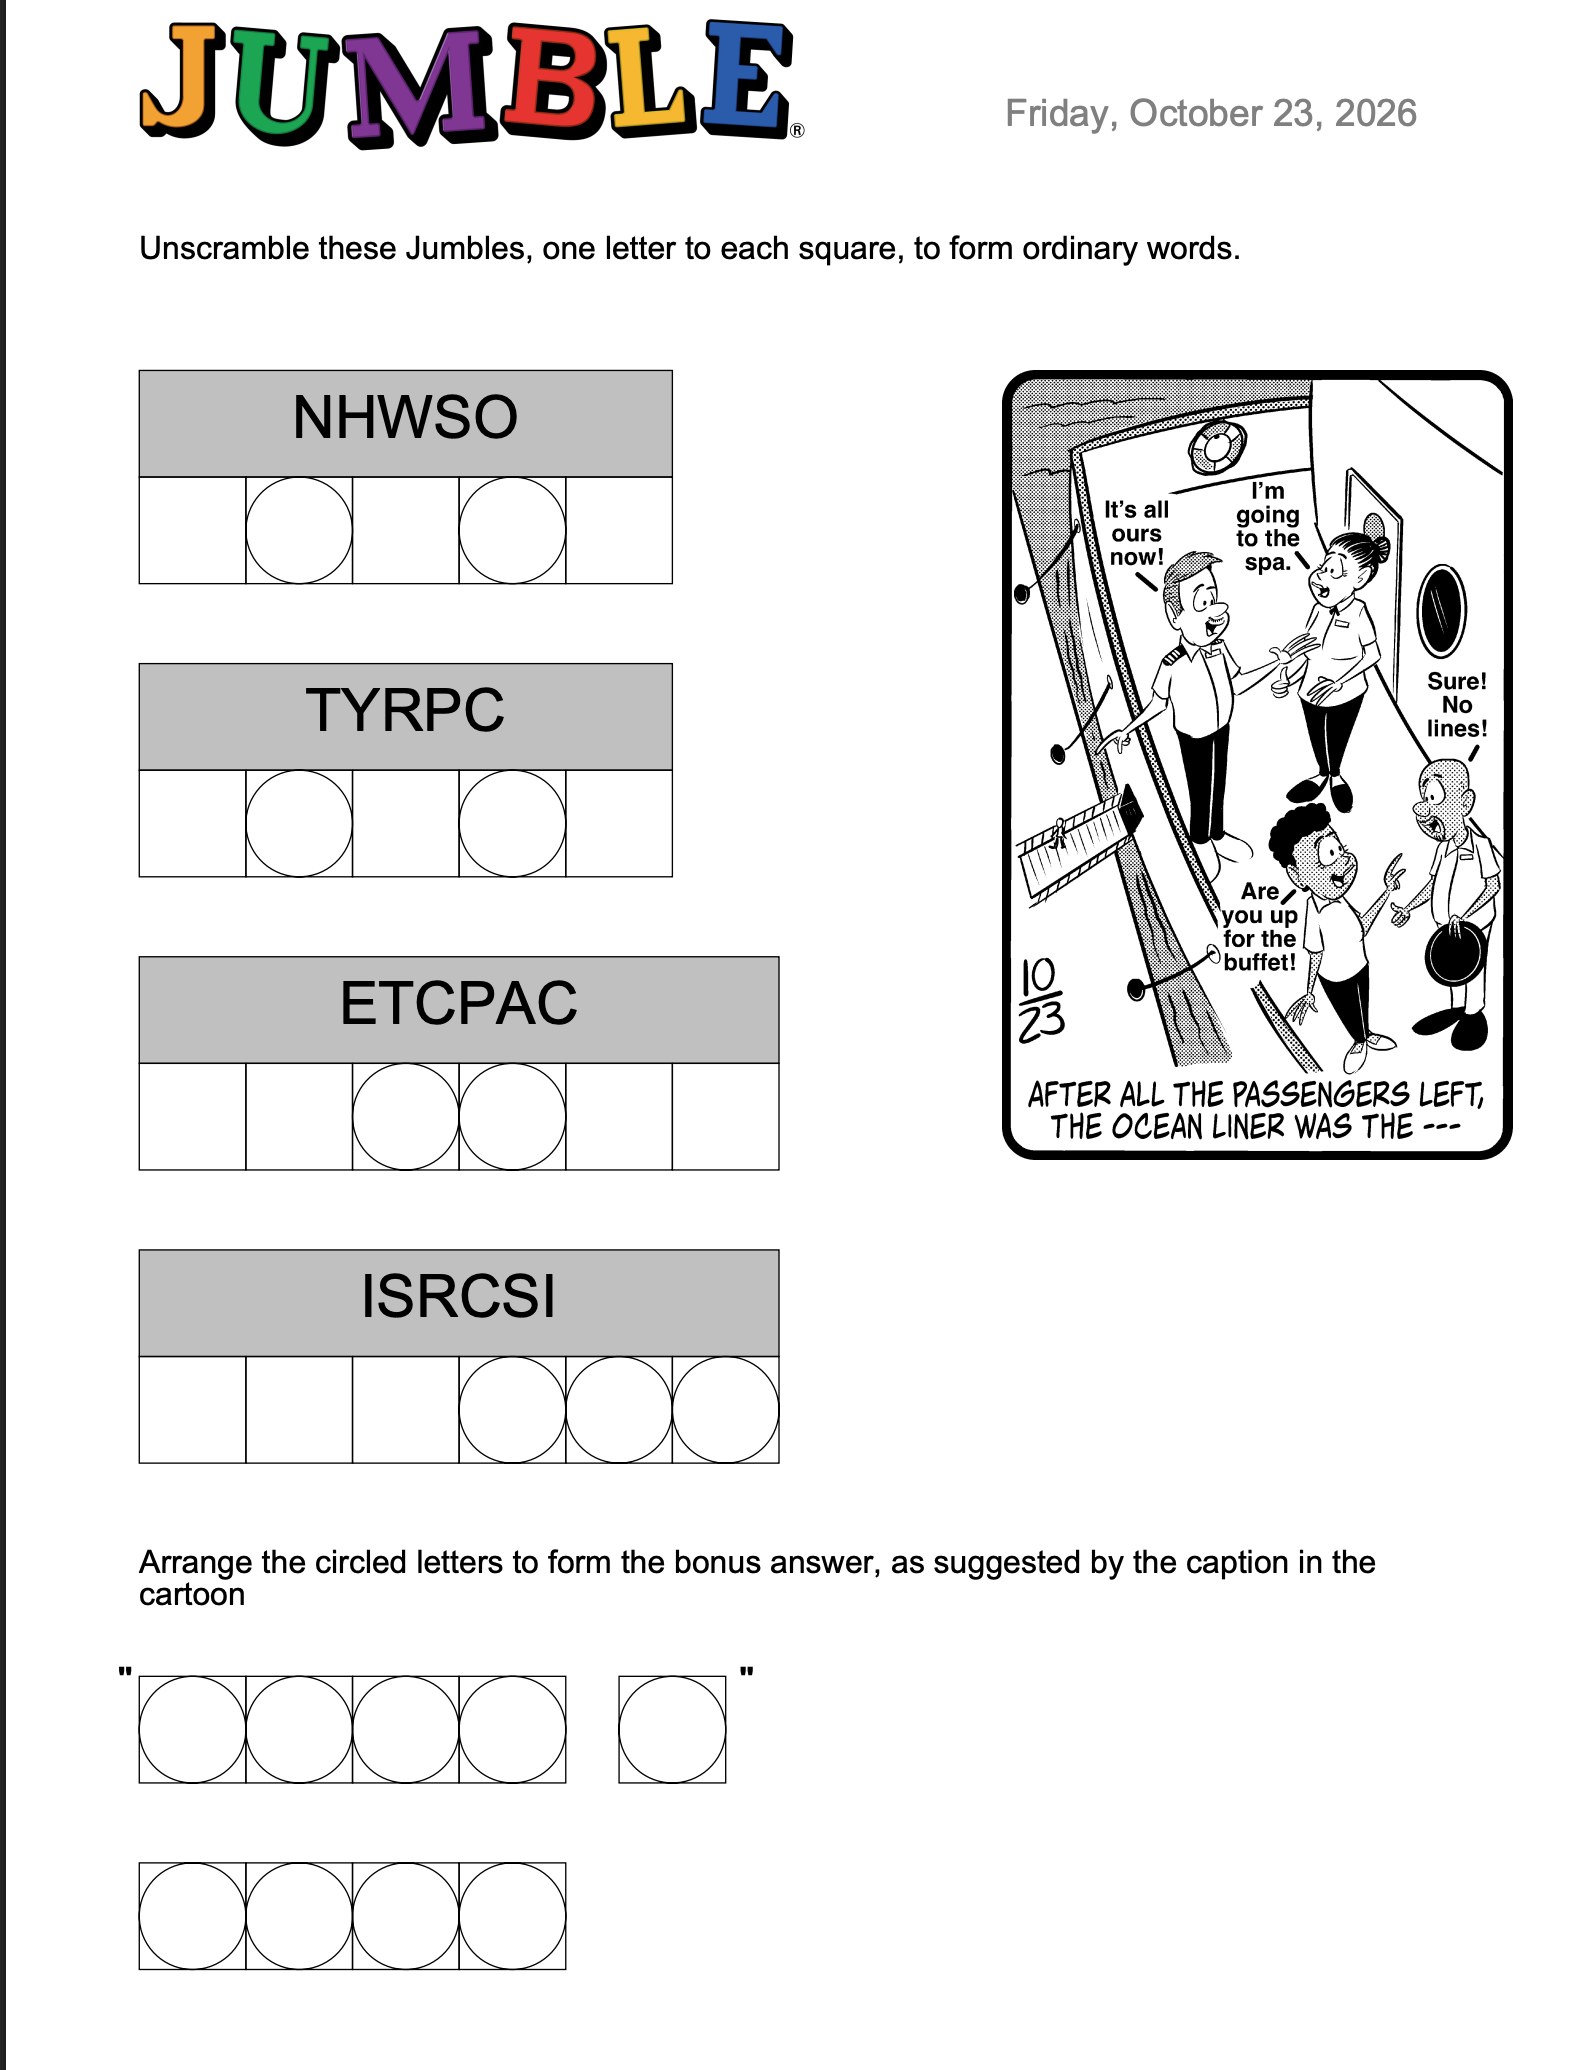 JUMBLE®
Friday, October 23, 2026
Unscramble these Jumbles, one letter to each square, to form ordinary words.
NHWSO
TYRPC
ETCPAC
ISRCSI
It's all
ours
now!
I'm
going
to the
spa.
Sure!
No
lines!
Are
you up
for the
buffet!
10
23
AFTER ALL THE PASSENGERS LEFT,
THE OCEAN LINER WAS THE ---
Arrange the circled letters to form the bonus answer, as suggested by the caption in the
cartoon
" "